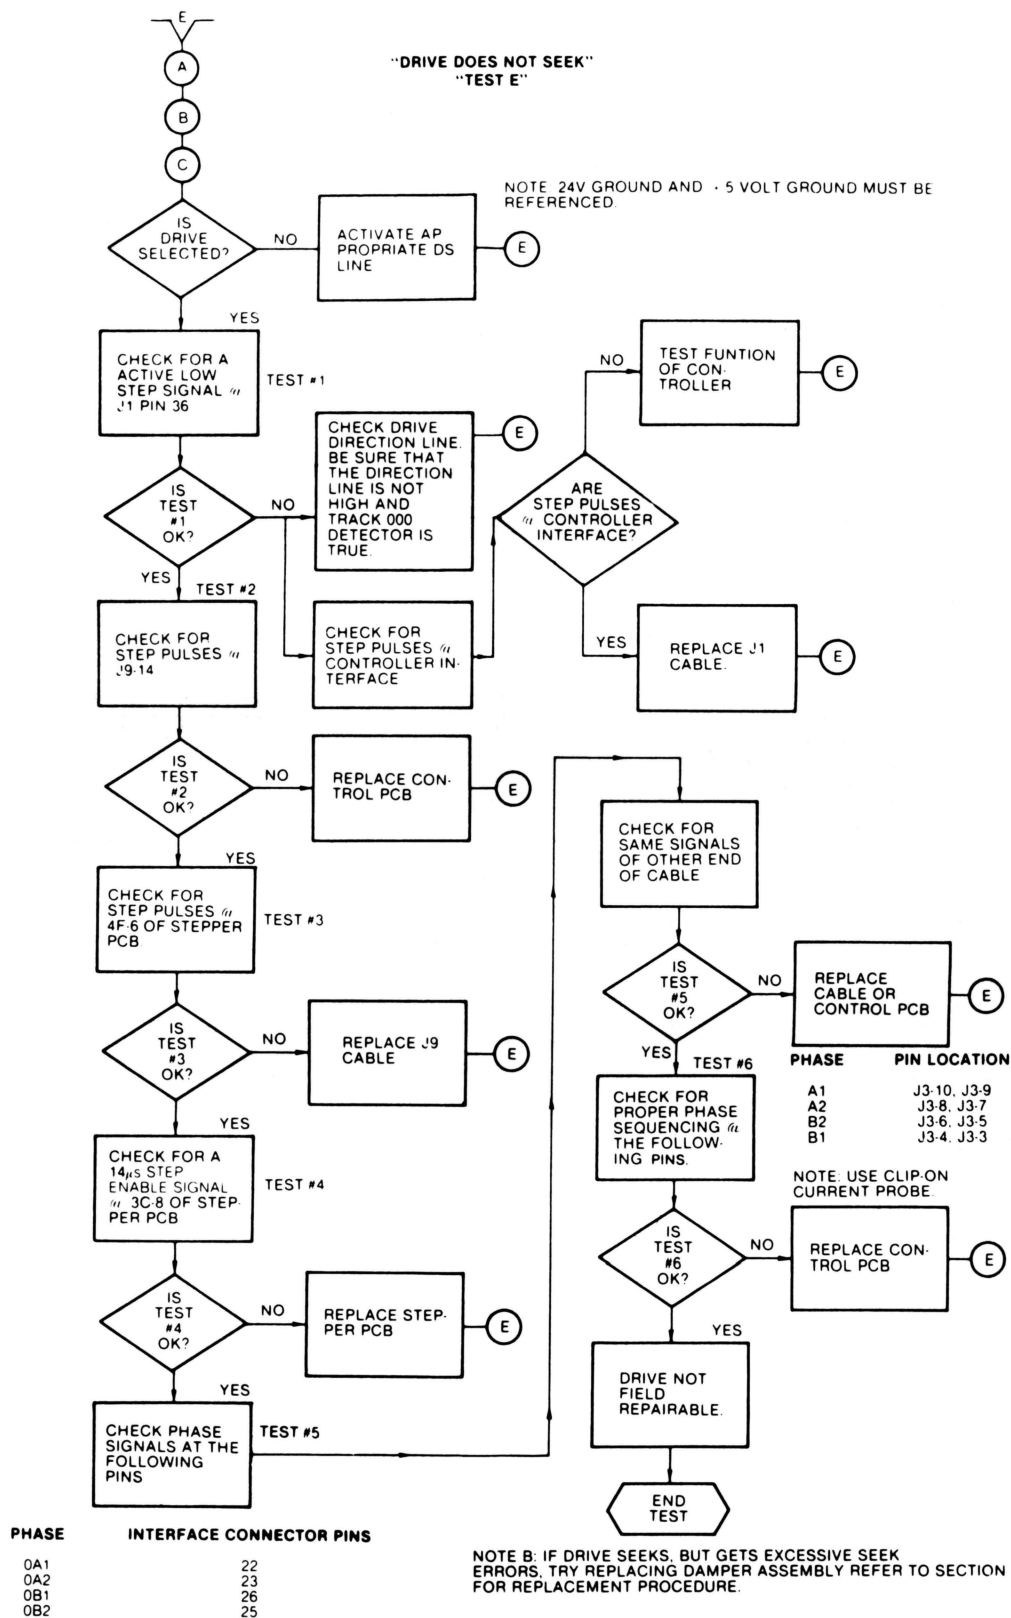 E
A
B
C
"DRIVE DOES NOT SEEK"
"TEST E"
NOTE. 24V GROUND AND · 5 VOLT GROUND MUST BE
REFERENCED.
IS
DRIVE
SELECTED?
NO
ACTIVATE AP
PROPRIATE DS
LINE
E
YES
CHECK FOR A
ACTIVE LOW
STEP SIGNAL @
J1 PIN 36
TEST #1
IS
TEST
#1
OK?
NO
CHECK DRIVE
DIRECTION LINE.
BE SURE THAT
THE DIRECTION
LINE IS NOT
HIGH AND
TRACK 000
DETECTOR IS
TRUE.
E
ARE
STEP PULSES
@ CONTROLLER
INTERFACE?
NO
TEST FUNTION
OF CON-
TROLLER
E
YES
REPLACE J1
CABLE.
E
YES
TEST #2
CHECK FOR
STEP PULSES @
J9-14
CHECK FOR
STEP PULSES @
CONTROLLER IN-
TERFACE
IS
TEST
#2
OK?
NO
REPLACE CON-
TROL PCB
E
YES
CHECK FOR
STEP PULSES @
4F-6 OF STEPPER
PCB
TEST #3
IS
TEST
#3
OK?
NO
REPLACE J9
CABLE
E
YES
CHECK FOR A
14µs STEP
ENABLE SIGNAL
@ 3C-8 OF STEP-
PER PCB
TEST #4
IS
TEST
#4
OK?
NO
REPLACE STEP-
PER PCB
E
YES
CHECK PHASE
SIGNALS AT THE
FOLLOWING
PINS
TEST #5
PHASE INTERFACE CONNECTOR PINS
0A1 22
0A2 23
0B1 26
0B2 25
CHECK FOR
SAME SIGNALS
OF OTHER END
OF CABLE
IS
TEST
#5
OK?
NO
REPLACE
CABLE OR
CONTROL PCB
E
PHASE PIN LOCATION
A1 J3-10, J3-9
A2 J3-8, J3-7
B2 J3-6, J3-5
B1 J3-4, J3-3
YES
TEST #6
CHECK FOR
PROPER PHASE
SEQUENCING @
THE FOLLOW-
ING PINS.
NOTE: USE CLIP-ON
CURRENT PROBE.
IS
TEST
#6
OK?
NO
REPLACE CON-
TROL PCB
E
YES
DRIVE NOT
FIELD
REPAIRABLE.
END
TEST
NOTE B: IF DRIVE SEEKS, BUT GETS EXCESSIVE SEEK
ERRORS, TRY REPLACING DAMPER ASSEMBLY REFER TO SECTION
FOR REPLACEMENT PROCEDURE.